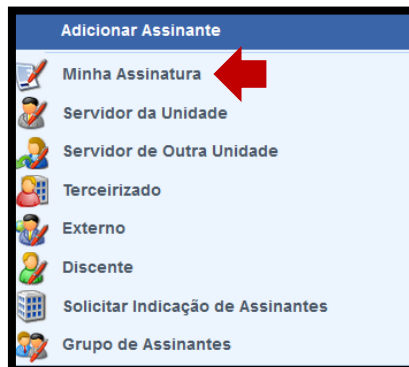 Adicionar Assinante
Minha Assinatura
Servidor da Unidade
Servidor de Outra Unidade
Terceirizado
Externo
Discente
Solicitar Indicação de Assinantes
Grupo de Assinantes